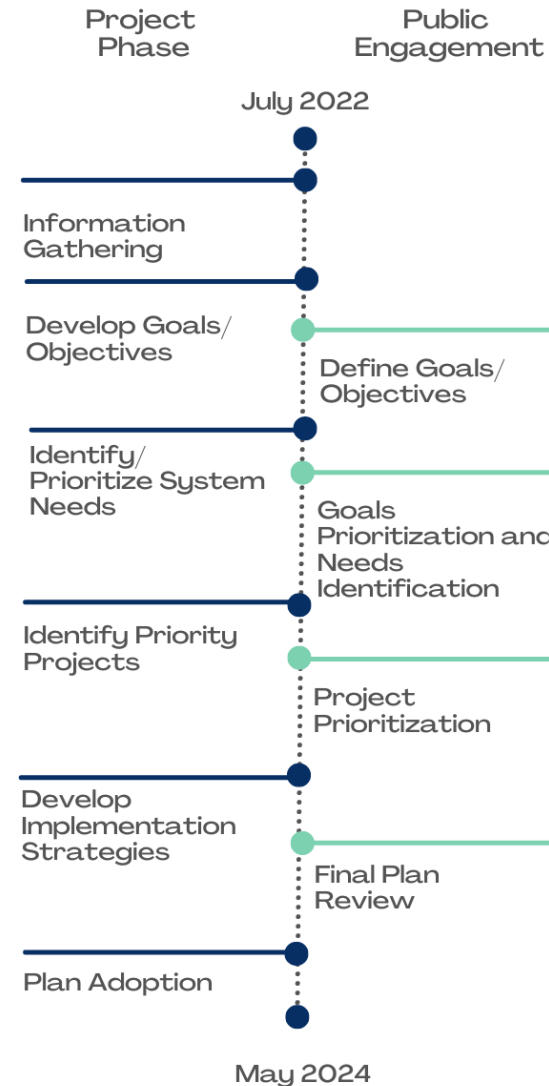 Project
Phase
Public
Engagement
July 2022
Information
Gathering
Develop Goals/
Objectives
Define Goals/
Objectives
Identify/
Prioritize System
Needs
Goals
Prioritization and
Needs
Identification
Identify Priority
Projects
Project
Prioritization
Develop
Implementation
Strategies
Final Plan
Review
Plan Adoption
May 2024